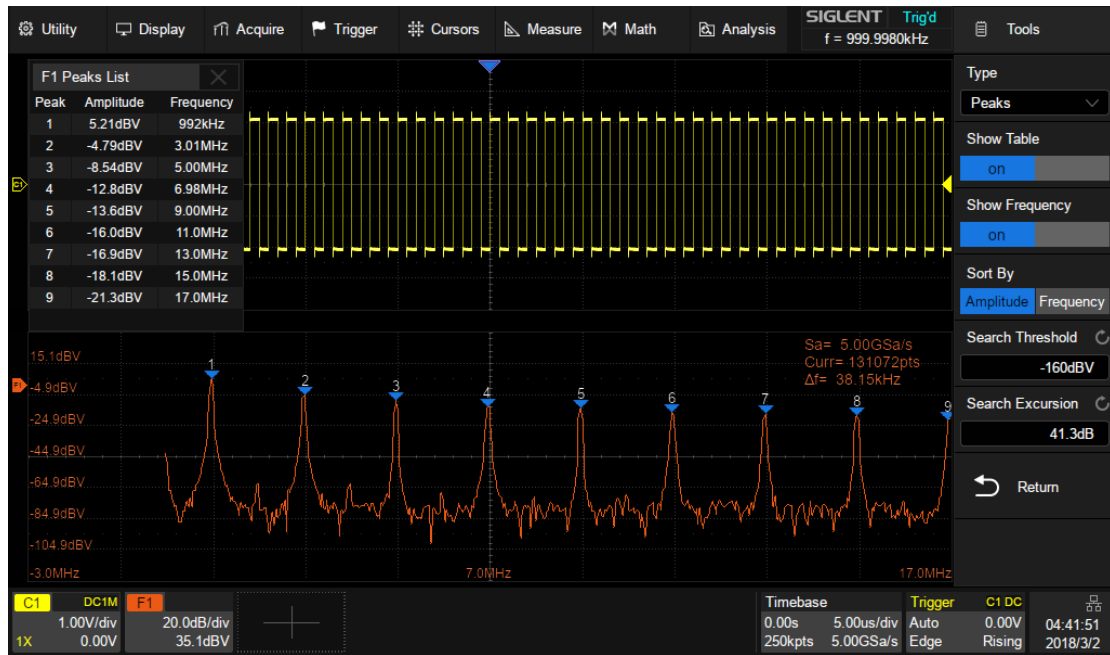 Utility Display Acquire Trigger Cursors Measure Math Analysis
SIGLENT Trig'd
f = 999.9980kHz
Tools
F1 Peaks List
Peak Amplitude Frequency
1 5.21dBV 992kHz
2 -4.79dBV 3.01MHz
3 -8.54dBV 5.00MHz
4 -12.8dBV 6.98MHz
5 -13.6dBV 9.00MHz
6 -16.0dBV 11.0MHz
7 -16.9dBV 13.0MHz
8 -18.1dBV 15.0MHz
9 -21.3dBV 17.0MHz
C1
Sa= 5.00GSa/s
Curr= 131072pts
Δf= 38.15kHz
15.1dBV
F1 -4.9dBV
-24.9dBV
-44.9dBV
-64.9dBV
-84.9dBV
-104.9dBV
1 2 3 4 5 6 7 8 9
-3.0MHz 7.0MHz 17.0MHz
Type
Peaks
Show Table
on
Show Frequency
on
Sort By
Amplitude Frequency
Search Threshold
-160dBV
Search Excursion
41.3dB
Return
C1 DC1M
1.00V/div
1X 0.00V
F1
20.0dB/div
35.1dBV
Timebase
0.00s 5.00us/div
250kpts 5.00GSa/s
Trigger C1 DC
Auto 0.00V
Edge Rising
04:41:51
2018/3/2